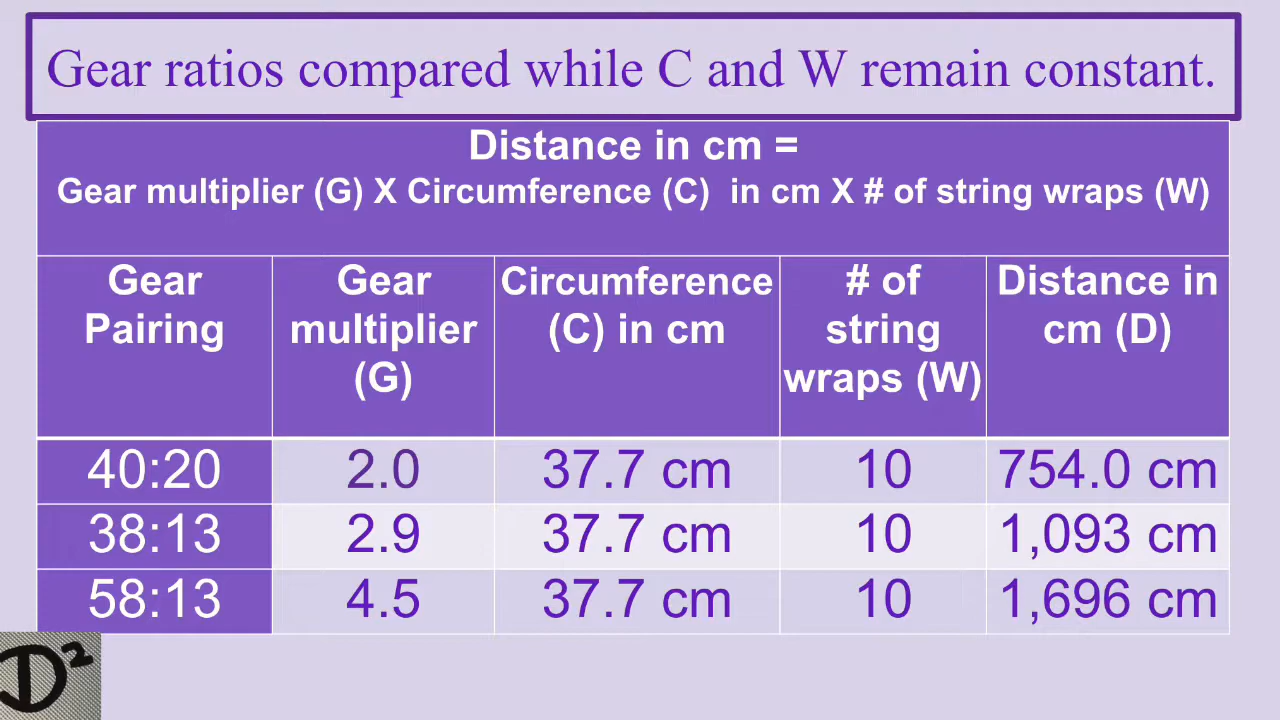 Gear ratios compared while C and W remain constant.
Distance in cm =
Gear multiplier (G) X Circumference (C) in cm X # of string wraps (W)
Gear Pairing
Gear multiplier (G)
Circumference (C) in cm
# of string wraps (W)
Distance in cm (D)
40:20 2.0 37.7 cm 10 754.0 cm
38:13 2.9 37.7 cm 10 1,093 cm
58:13 4.5 37.7 cm 10 1,696 cm
D²